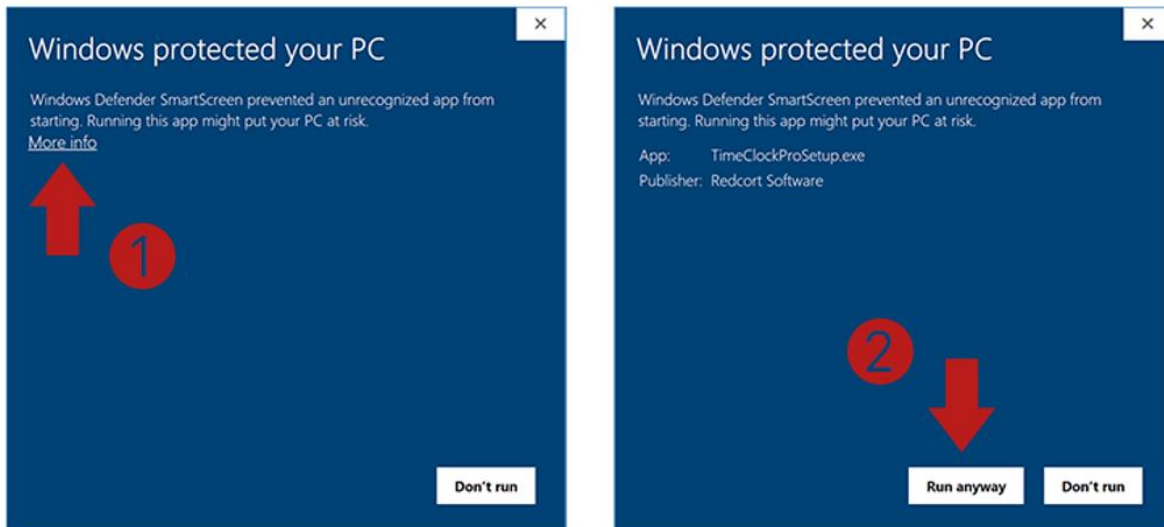 Windows protected your PC
Windows Defender SmartScreen prevented an unrecognized app from
starting. Running this app might put your PC at risk.
More info
1
Don't run
Windows protected your PC
Windows Defender SmartScreen prevented an unrecognized app from
starting. Running this app might put your PC at risk.
App: TimeClockProSetup.exe
Publisher: Redcort Software
2
Run anyway Don't run